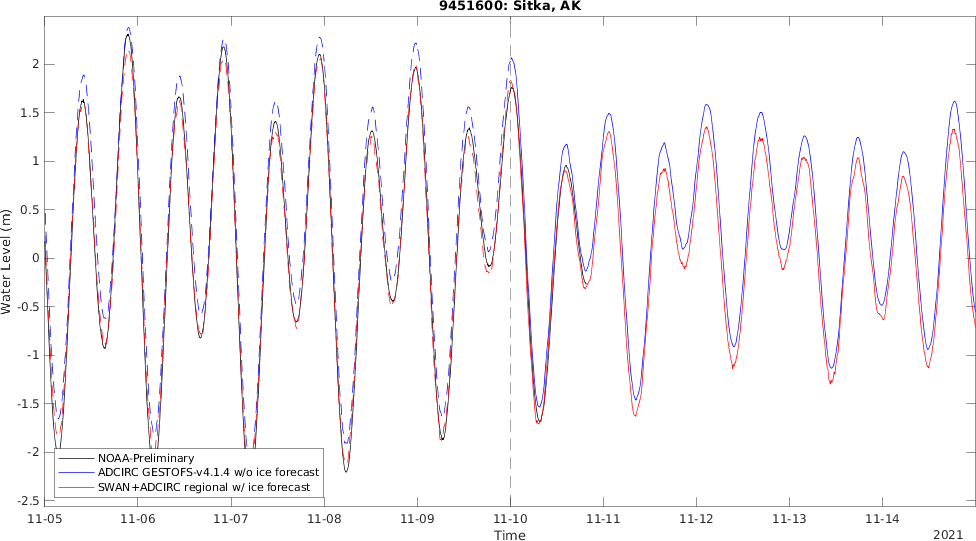 9451600: Sitka, AK
Water Level (m)
2
1.5
1
0.5
0
-0.5
-1
-1.5
-2
-2.5
NOAA-Preliminary
ADCIRC GESTOFS-v4.1.4 w/o ice forecast
SWAN+ADCIRC regional w/ ice forecast
11-05 11-06 11-07 11-08 11-09 11-10 11-11 11-12 11-13 11-14
Time
2021